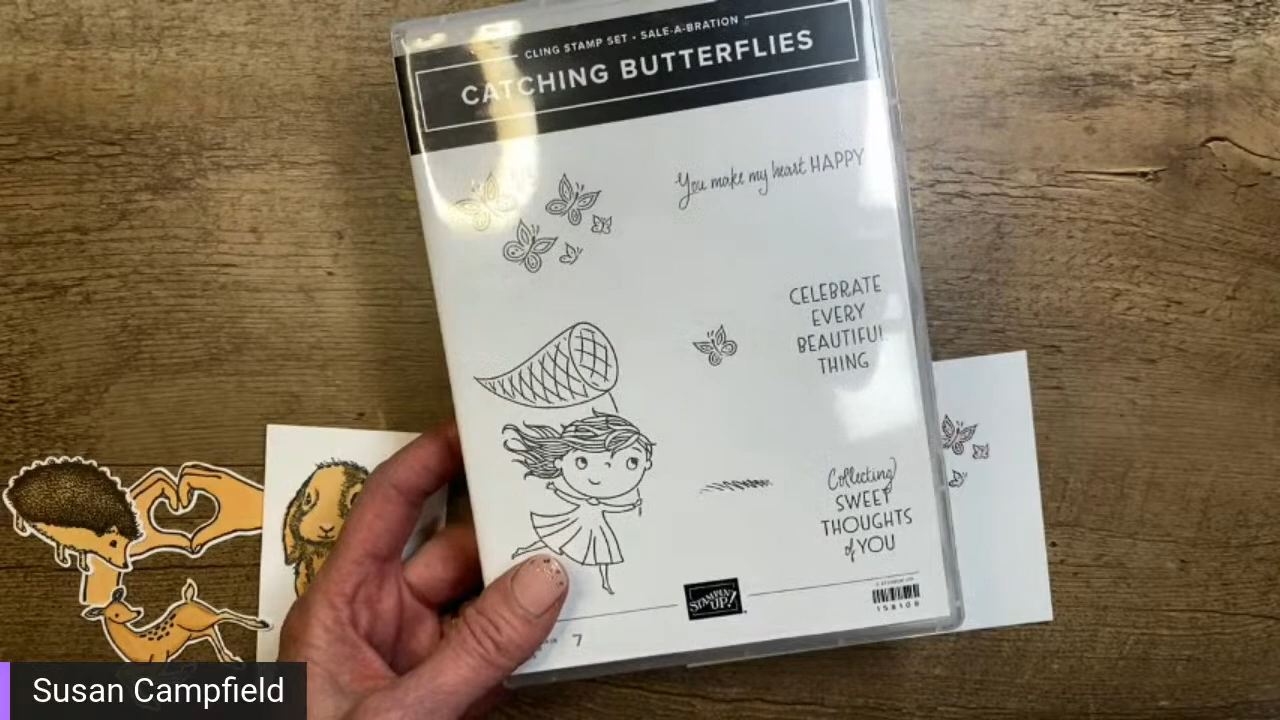 CLING STAMP SET • SALE-A-BRATION
CATCHING BUTTERFLIES
You make my heart HAPPY
CELEBRATE
EVERY
BEAUTIFUL
THING
Collecting
SWEET
THOUGHTS
of YOU
STAMPIN' UP!
158108
7
Susan Campfield